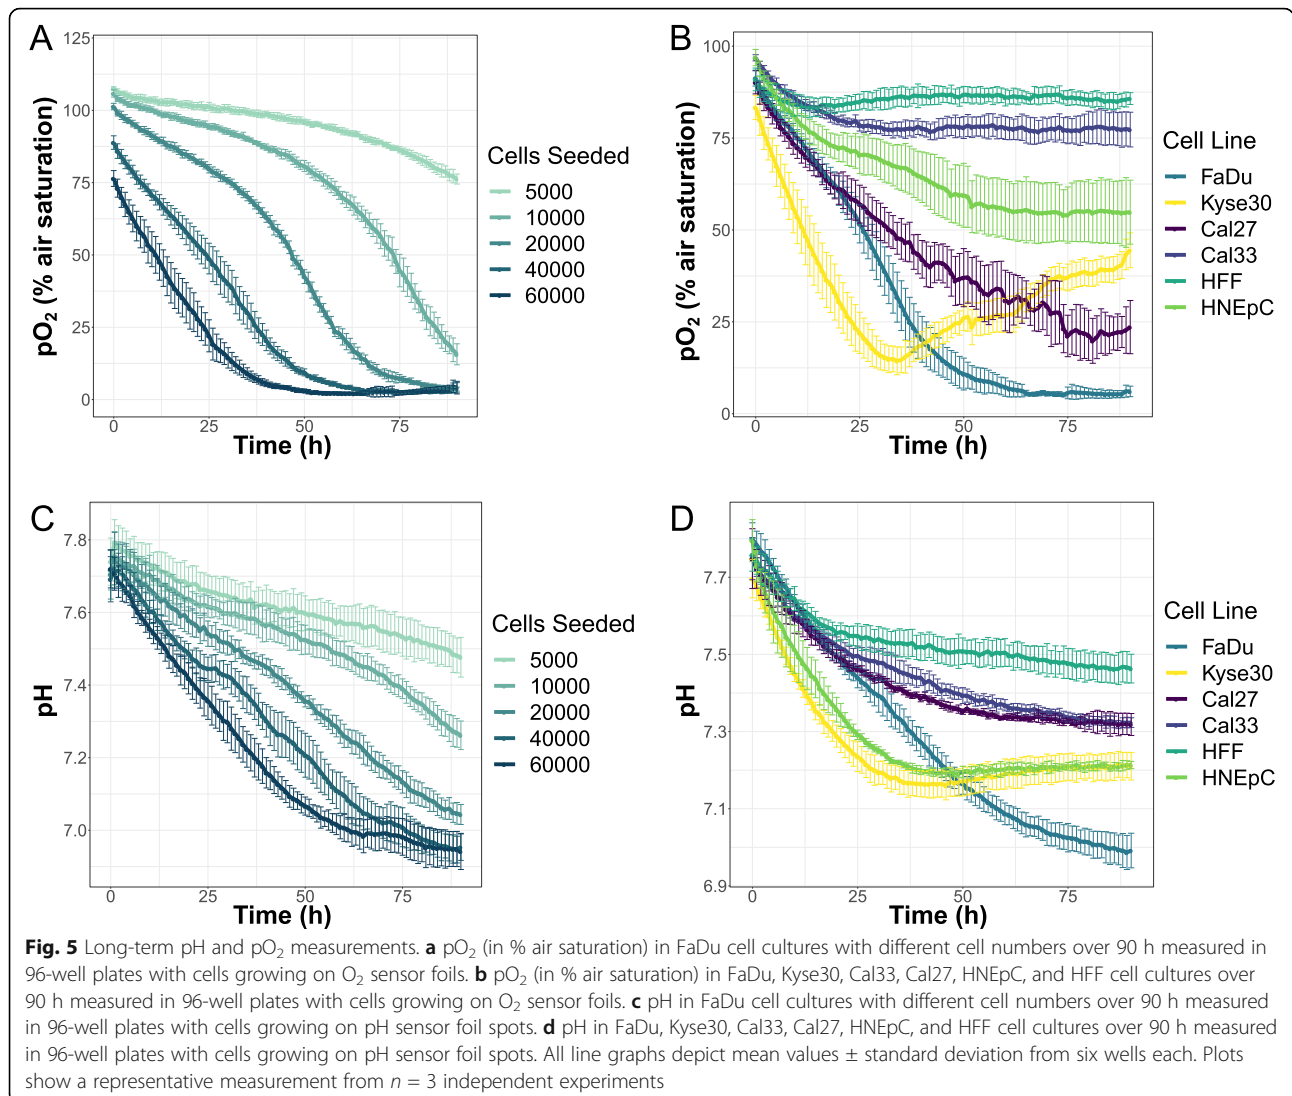 A
125
100
75
50
25
0
pO2 (% air saturation)
0 25 50 75
Time (h)
Cells Seeded
5000
10000
20000
40000
60000
B
100
75
50
25
0
pO2 (% air saturation)
0 25 50 75
Time (h)
Cell Line
FaDu
Kyse30
Cal27
Cal33
HFF
HNEpC
C
7.8
7.6
7.4
7.2
7.0
pH
0 25 50 75
Time (h)
Cells Seeded
5000
10000
20000
40000
60000
D
7.7
7.5
7.3
7.1
6.9
pH
0 25 50 75
Time (h)
Cell Line
FaDu
Kyse30
Cal27
Cal33
HFF
HNEpC
Fig. 5 Long-term pH and pO2 measurements. a pO2 (in % air saturation) in FaDu cell cultures with different cell numbers over 90 h measured in
96-well plates with cells growing on O2 sensor foils. b pO2 (in % air saturation) in FaDu, Kyse30, Cal33, Cal27, HNEpC, and HFF cell cultures over
90 h measured in 96-well plates with cells growing on O2 sensor foils. c pH in FaDu cell cultures with different cell numbers over 90 h measured
in 96-well plates with cells growing on pH sensor foil spots. d pH in FaDu, Kyse30, Cal33, Cal27, HNEpC, and HFF cell cultures over 90 h measured
in 96-well plates with cells growing on pH sensor foil spots. All line graphs depict mean values ± standard deviation from six wells each. Plots
show a representative measurement from n = 3 independent experiments